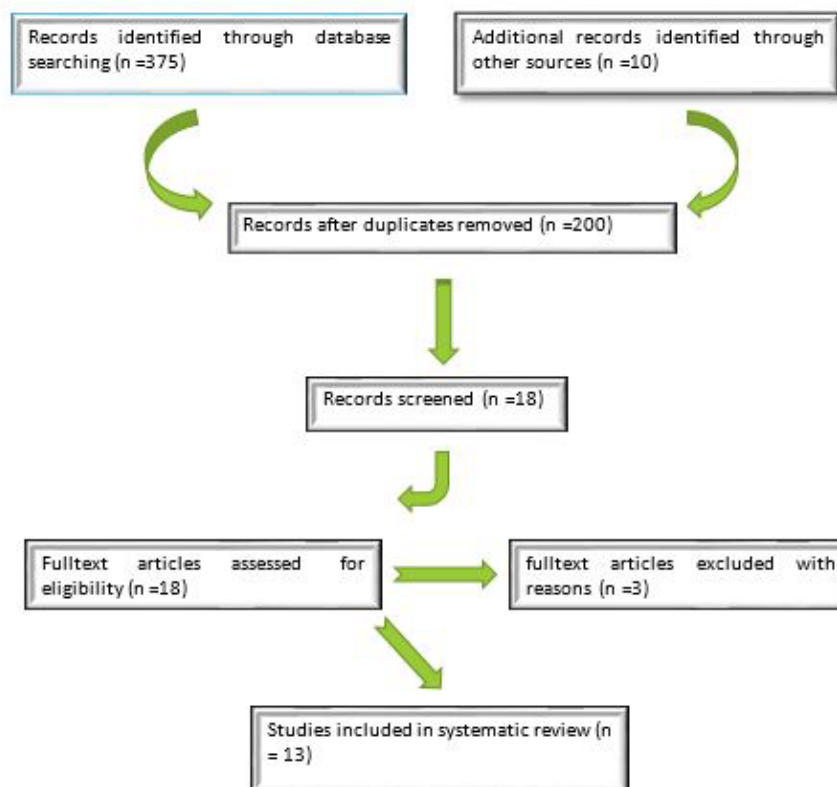 Records identified through database
searching (n =375)
Additional records identified through
other sources (n =10)
Records after duplicates removed (n =200)
Records screened (n =18)
Fulltext articles assessed for
eligibility (n =18)
fulltext articles excluded with
reasons (n =3)
Studies included in systematic review (n
= 13)